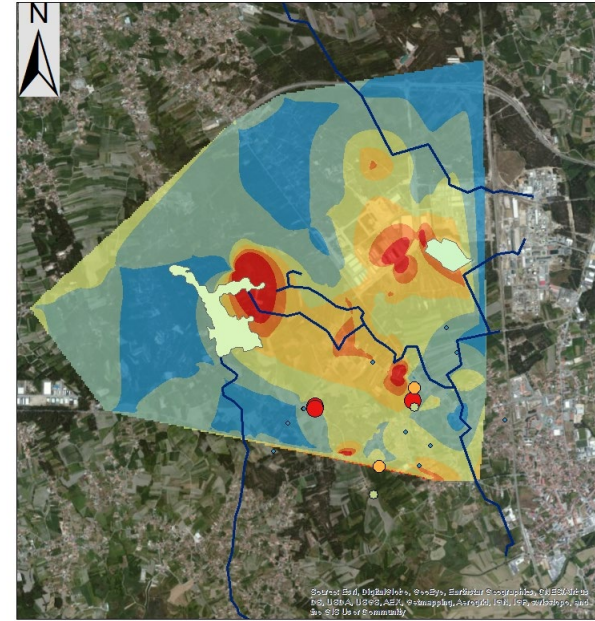 N
Source: Esri, DigitalGlobe, GeoEye, Earthstar Geographics, CNES/Airbus
DS, USDA, USGS, AEX, Getmapping, Aerogrid, IGN, IGP, swisstopo, and
the GIS User Community